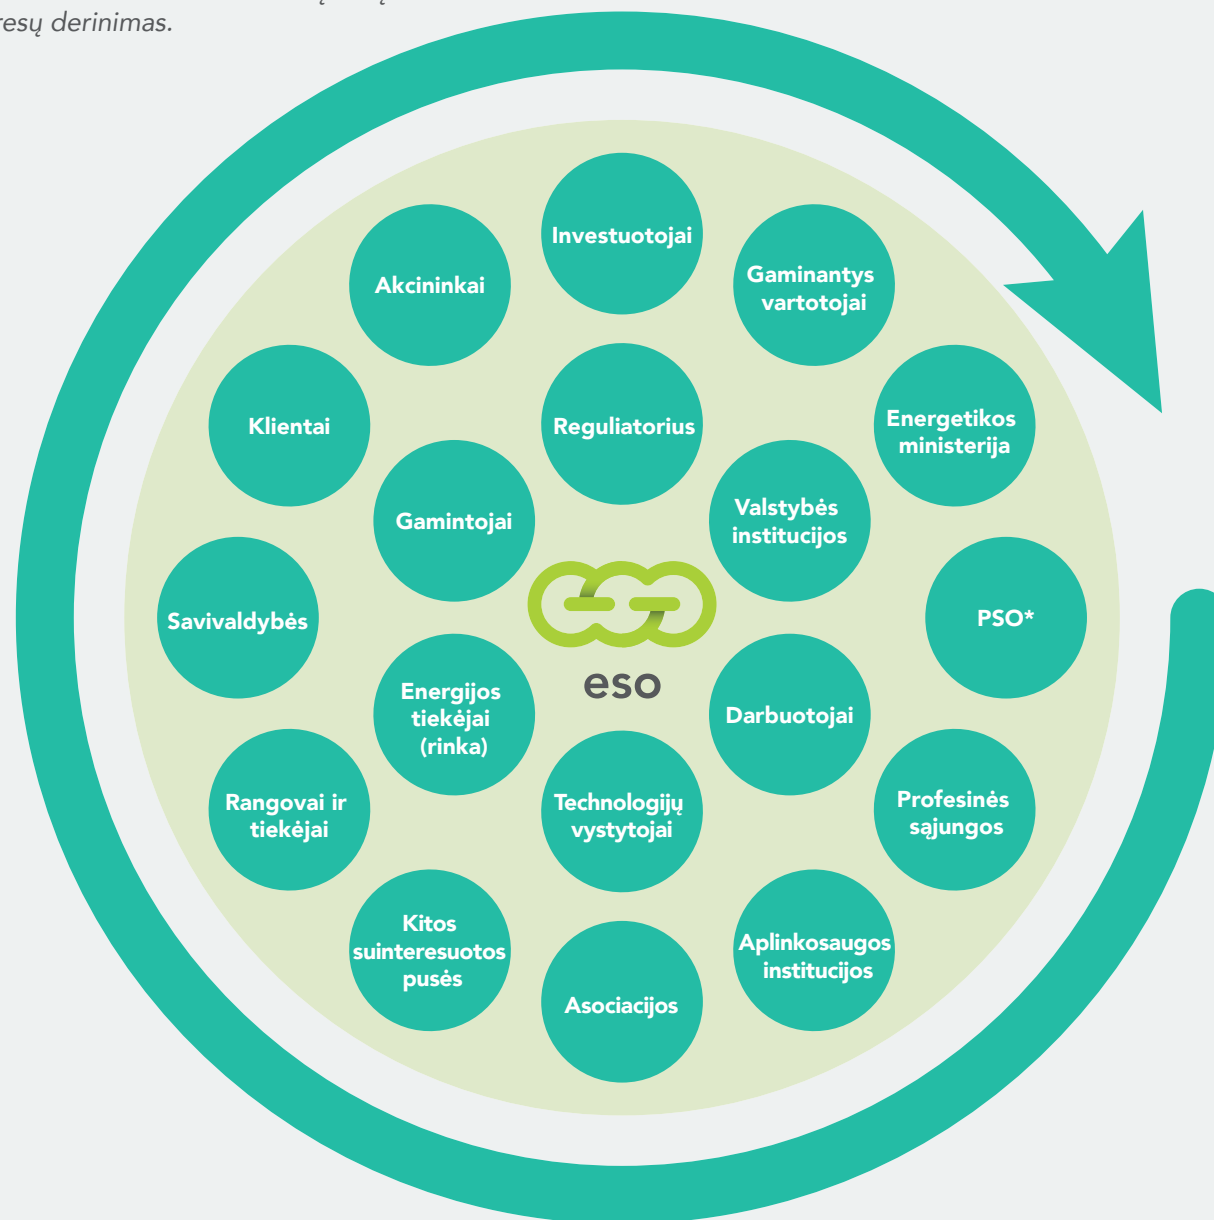 derinimas.
Investuotojai
Akcininkai
Gaminantys
vartotojai
Klientai
Reguliatorius
Energetikos
ministerija
Gamintojai
Valstybės
institucijos
Savivaldybės
PSO*
eso
Energijos
tiekėjai
(rinka)
Darbuotojai
Rangovai ir
tiekėjai
Technologijų
vystytojai
Profesinės
sąjungos
Kitos
suinteresuotos
pusės
Asociacijos
Aplinkosaugos
institucijos